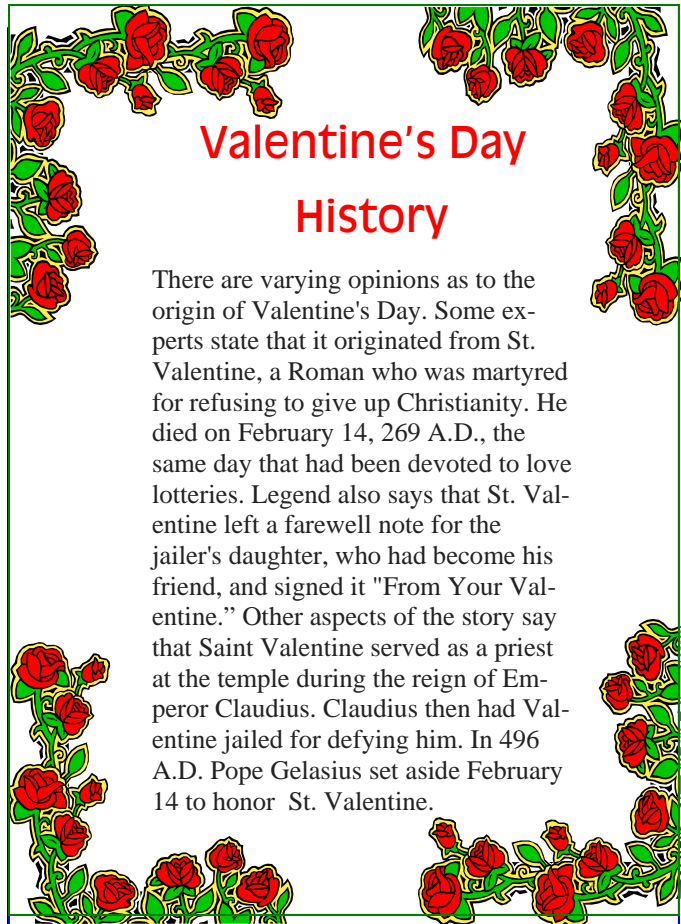 Valentine’s Day
History
There are varying opinions as to the
origin of Valentine's Day. Some ex-
perts state that it originated from St.
Valentine, a Roman who was martyred
for refusing to give up Christianity. He
died on February 14, 269 A.D., the
same day that had been devoted to love
lotteries. Legend also says that St. Val-
entine left a farewell note for the
jailer's daughter, who had become his
friend, and signed it "From Your Val-
entine.” Other aspects of the story say
that Saint Valentine served as a priest
at the temple during the reign of Em-
peror Claudius. Claudius then had Val-
entine jailed for defying him. In 496
A.D. Pope Gelasius set aside February
14 to honor  St. Valentine.